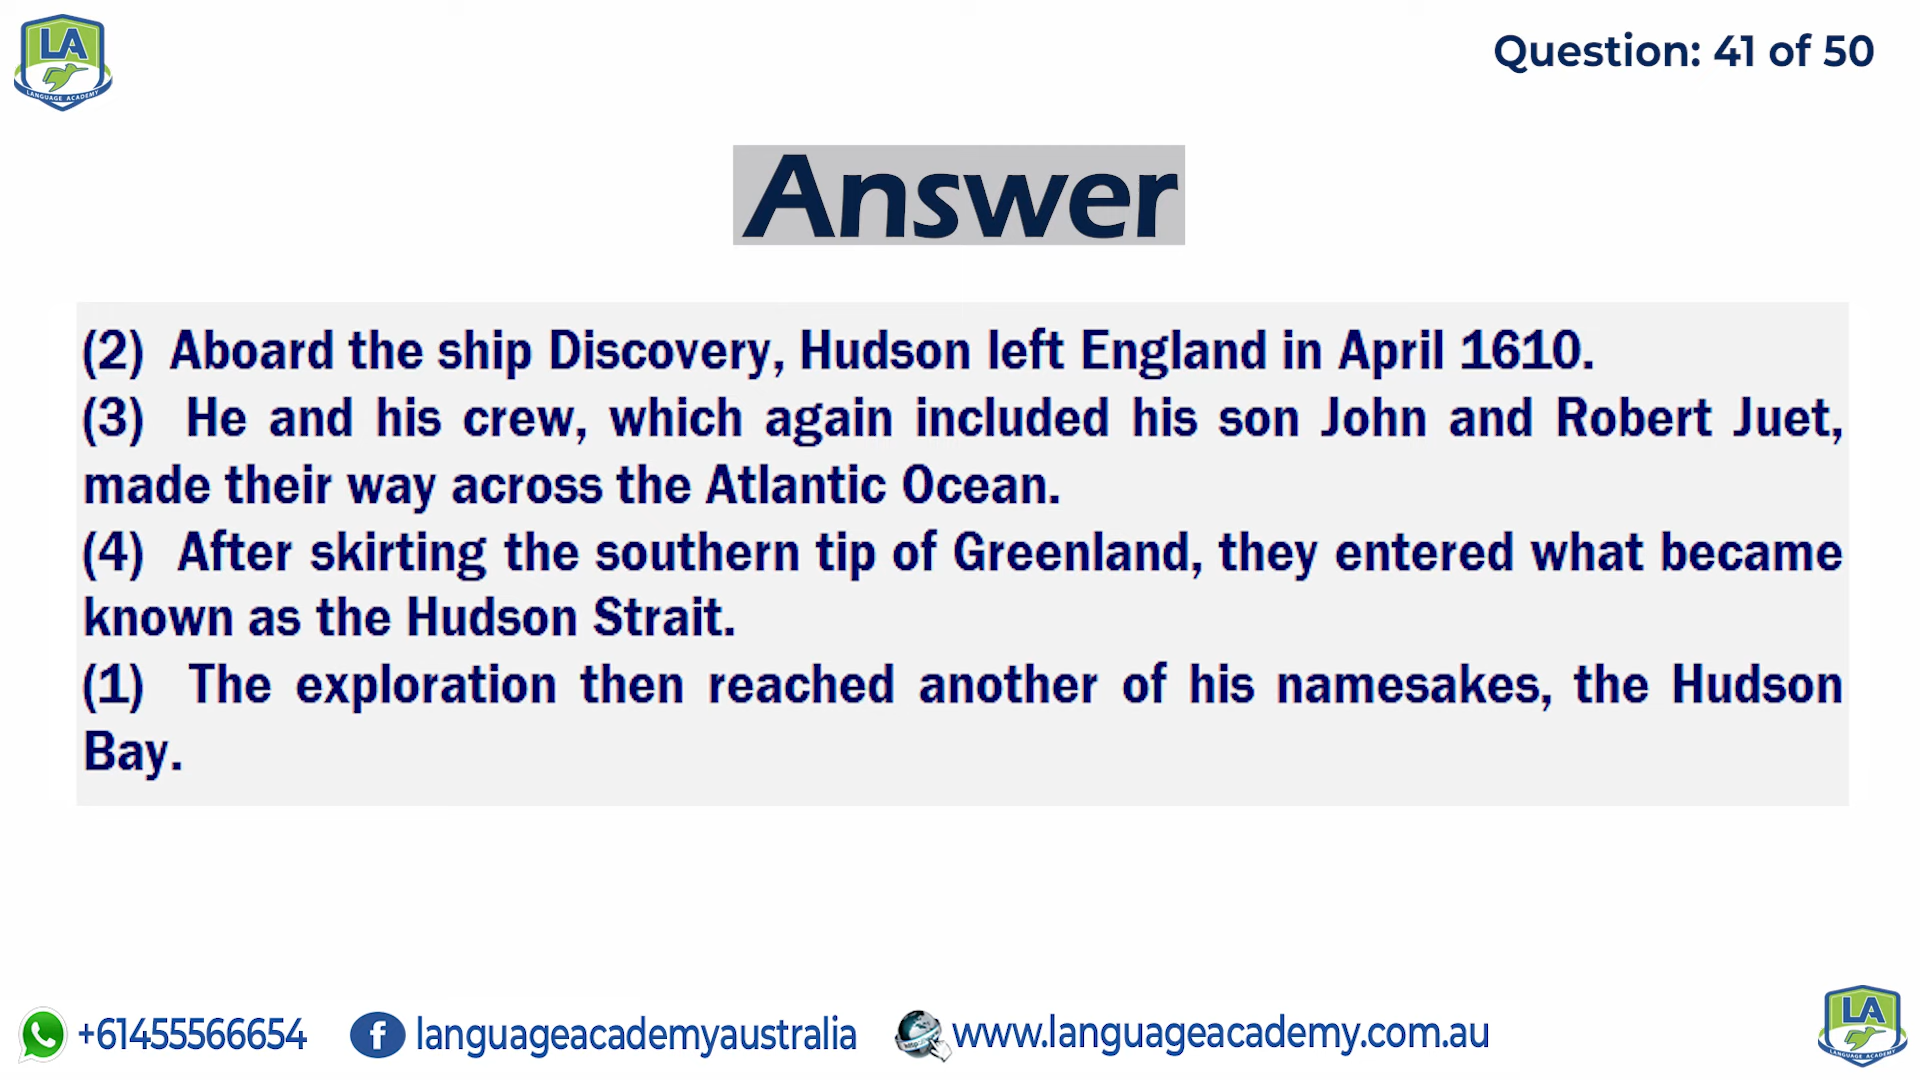 LA
LANGUAGE ACADEMY
Question: 41 of 50
Answer
(2) Aboard the ship Discovery, Hudson left England in April 1610.
(3) He and his crew, which again included his son John and Robert Juet,
made their way across the Atlantic Ocean.
(4) After skirting the southern tip of Greenland, they entered what became
known as the Hudson Strait.
(1) The exploration then reached another of his namesakes, the Hudson
Bay.
+61455566654
f languageacademyaustralia
www.languageacademy.com.au
LA
LANGUAGE ACADEMY